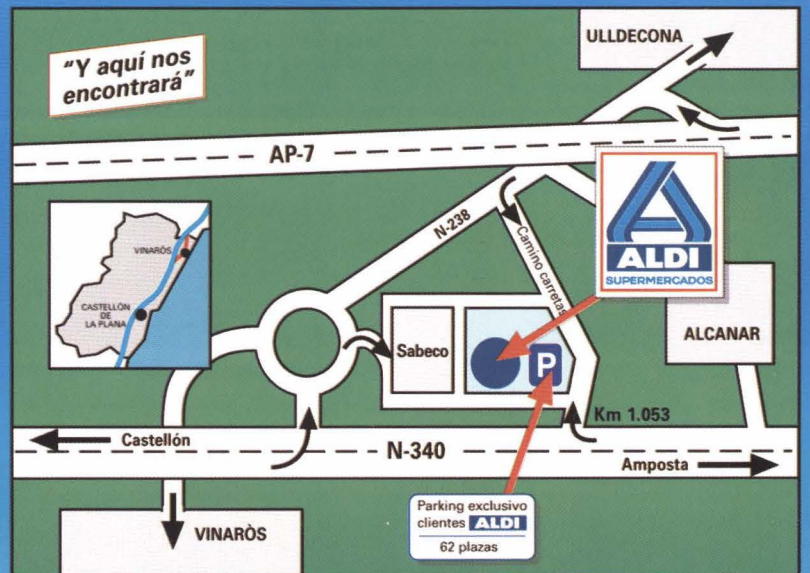 "Y aquí nos
encontrará"
ULLDECONA
AP-7
N-238
Camino carretas
ALDI
SUPERMERCADOS
VINARÒS
CASTELLÓN
DE
LA PLANA
Sabeco
P
ALCANAR
Km 1.053
Castellón
N-340
Amposta
Parking exclusivo
clientes ALDI
62 plazas
VINARÒS